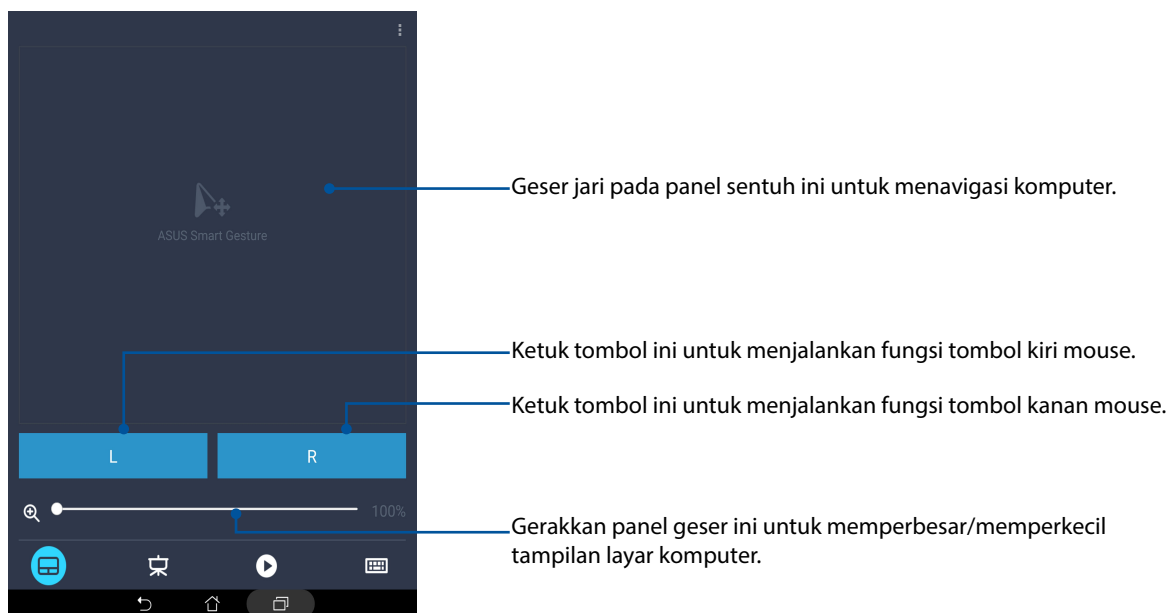 Geser jari pada panel sentuh ini untuk menavigasi komputer.
ASUS Smart Gesture
Ketuk tombol ini untuk menjalankan fungsi tombol kiri mouse.
Ketuk tombol ini untuk menjalankan fungsi tombol kanan mouse.
L
R
100%
Gerakkan panel geser ini untuk memperbesar/memperkecil
tampilan layar komputer.